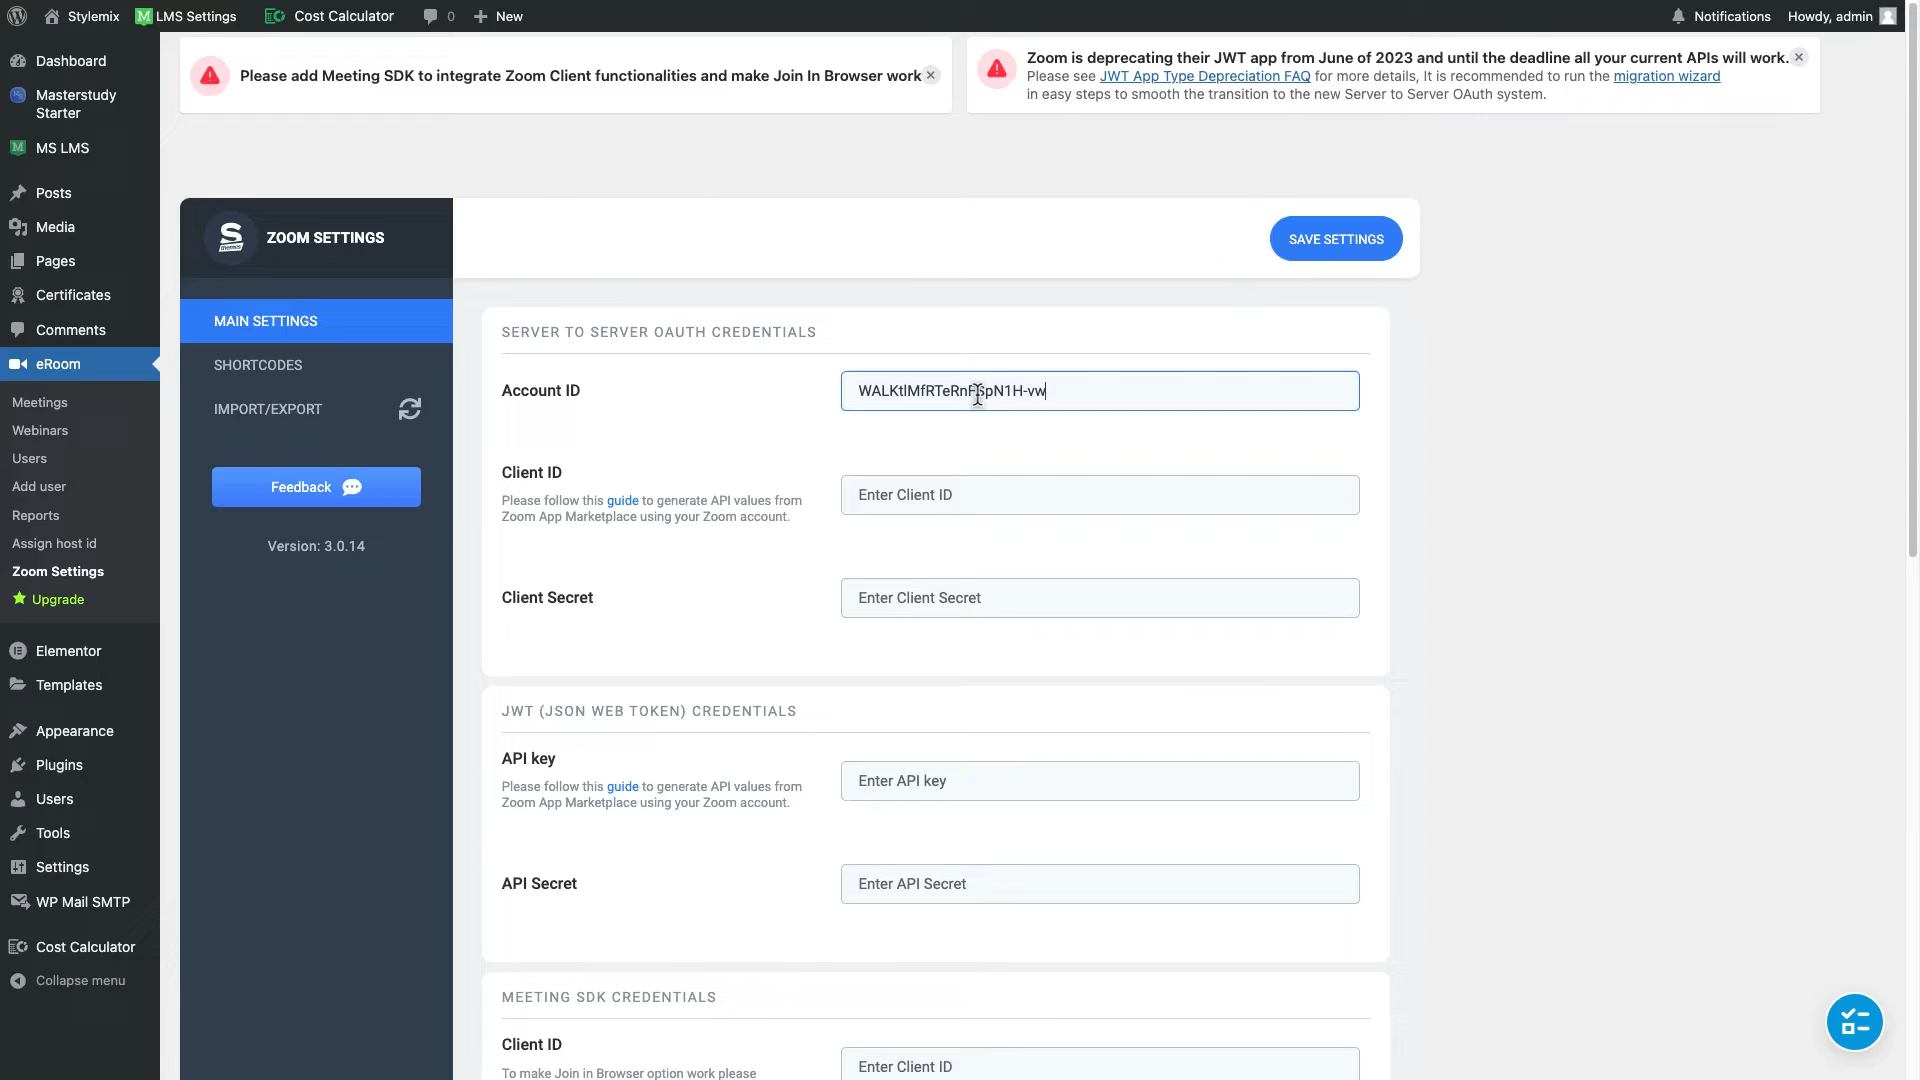 Stylemix
LMS Settings
Cost Calculator
0
New
Notifications
Howdy, admin
Dashboard
Masterstudy
Starter
MS LMS
Posts
Media
Pages
Certificates
Comments
eRoom
Meetings
Webinars
Users
Add user
Reports
Assign host id
Zoom Settings
Upgrade
Elementor
Templates
Appearance
Plugins
Users
Tools
Settings
WP Mail SMTP
Cost Calculator
Collapse menu
Please add Meeting SDK to integrate Zoom Client functionalities and make Join In Browser work
Zoom is deprecating their JWT app from June of 2023 and until the deadline all your current APIs will work.
Please see JWT App Type Depreciation FAQ for more details, It is recommended to run the migration wizard
in easy steps to smooth the transition to the new Server to Server OAuth system.
S
themes
ZOOM SETTINGS
SAVE SETTINGS
MAIN SETTINGS
SHORTCODES
IMPORT/EXPORT
Feedback
Version: 3.0.14
SERVER TO SERVER OAUTH CREDENTIALS
Account ID
Client ID
Please follow this guide to generate API values from
Zoom App Marketplace using your Zoom account.
Enter Client ID
Client Secret
Enter Client Secret
JWT (JSON WEB TOKEN) CREDENTIALS
API key
Please follow this guide to generate API values from
Zoom App Marketplace using your Zoom account.
Enter API key
API Secret
Enter API Secret
MEETING SDK CREDENTIALS
Client ID
To make Join in Browser option work please
Enter Client ID